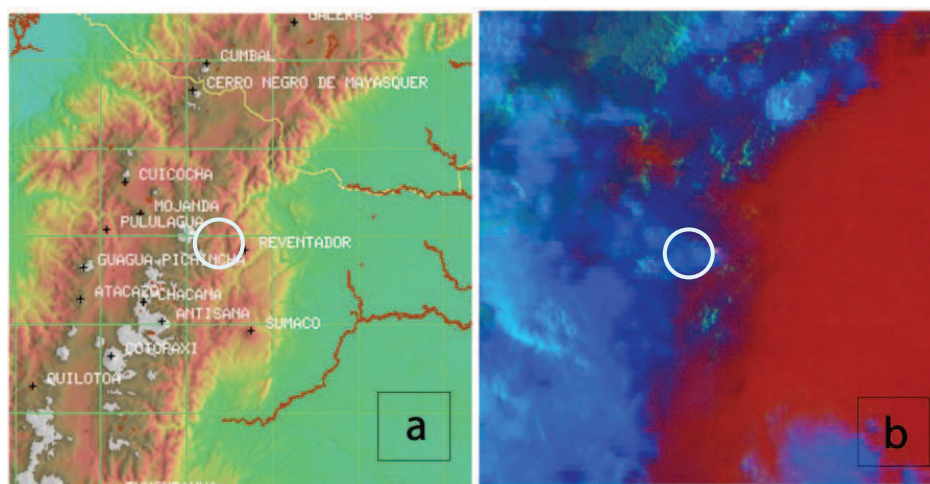 GALERAS
CUMBAL
CERRO NEGRO DE MAYASQUER
CUICOCHA
MOJANDA
PULULAGUA
REVENTADOR
GUAGUA PICHINCHA
ATACAZO
CHACANA
ANTISANA
SUMACO
COTOPAXI
QUILOTOA
a
b